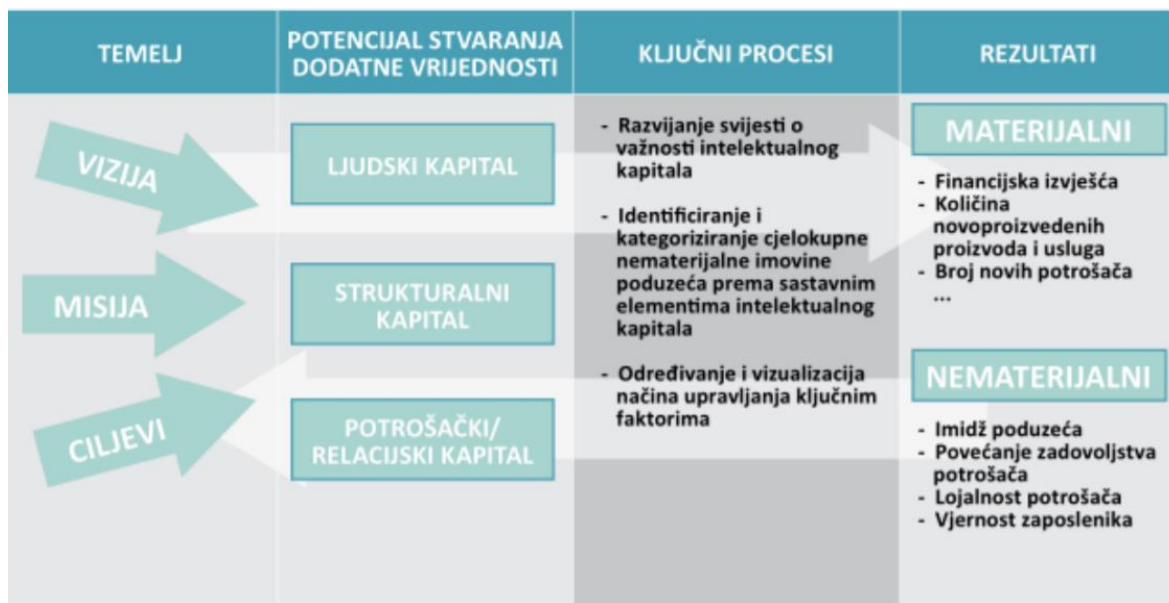 TEMELJ
POTENCIJAL STVARANJA
DODATNE VRIJEDNOSTI
KLJUČNI PROCESI
REZULTATI
VIZIJA
MISIJA
CILJEVI
LJUDSKI KAPITAL
STRUKTURALNI
KAPITAL
POTROŠAČKI/
RELACIJSKI KAPITAL
- Razvijanje svijesti o
važnosti intelektualnog
kapitala
- Identificiranje i
kategoriziranje cjelokupne
nematerijalne imovine
poduzeća prema sastavnim
elementima intelektualnog
kapitala
- Određivanje i vizualizacija
načina upravljanja ključnim
faktorima
MATERIJALNI
- Financijska izvješća
- Količina
novoproizvedenih
proizvoda i usluga
- Broj novih potrošača
...
NEMATERIJALNI
- Imidž poduzeća
- Povećanje zadovoljstva
potrošača
- Lojalnost potrošača
- Vjernost zaposlenika